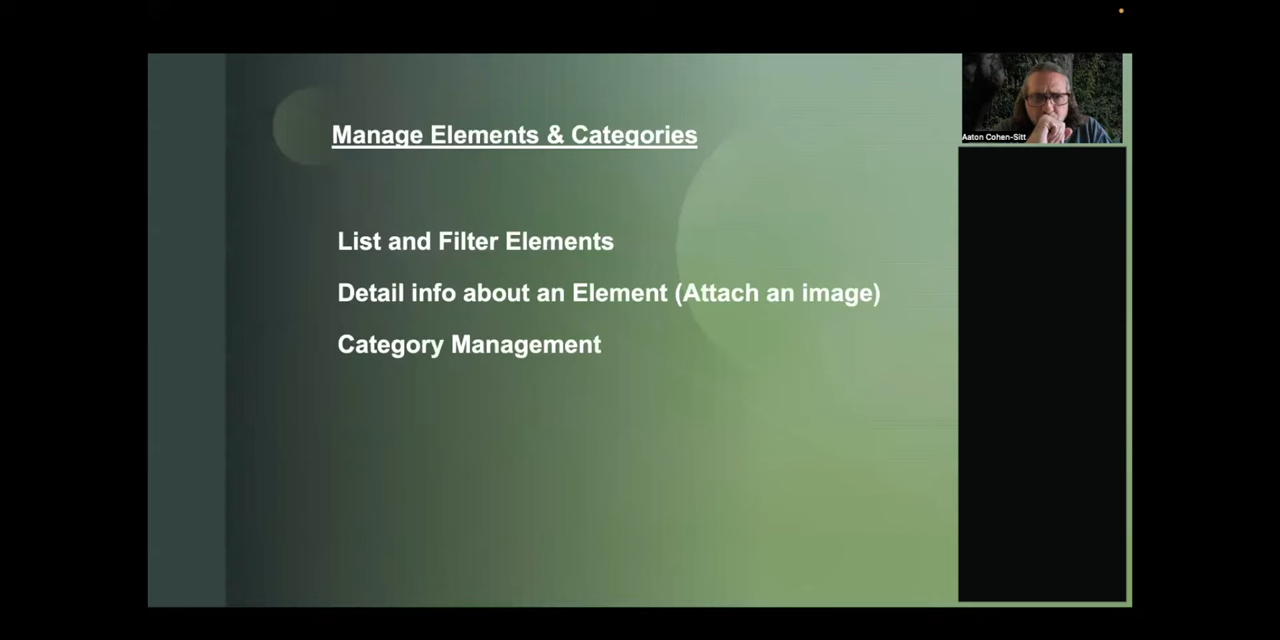 Manage Elements & Categories
Aaton Cohen-Sitt
List and Filter Elements
Detail info about an Element (Attach an image)
Category Management